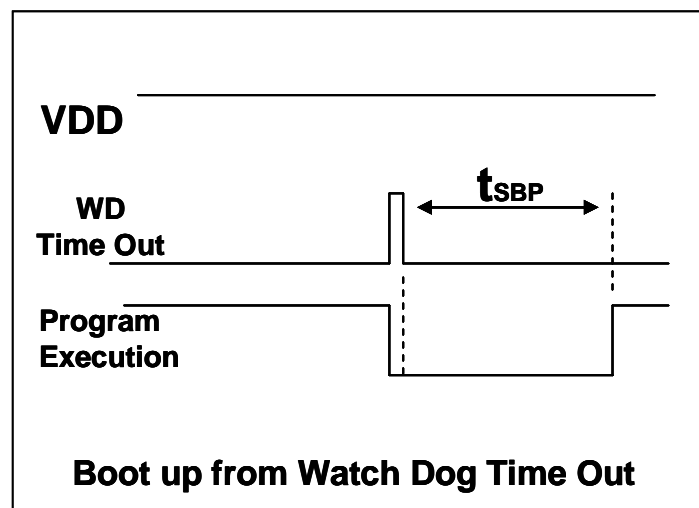 VDD
tSBP
WD
Time Out
Program
Execution
Boot up from Watch Dog Time Out